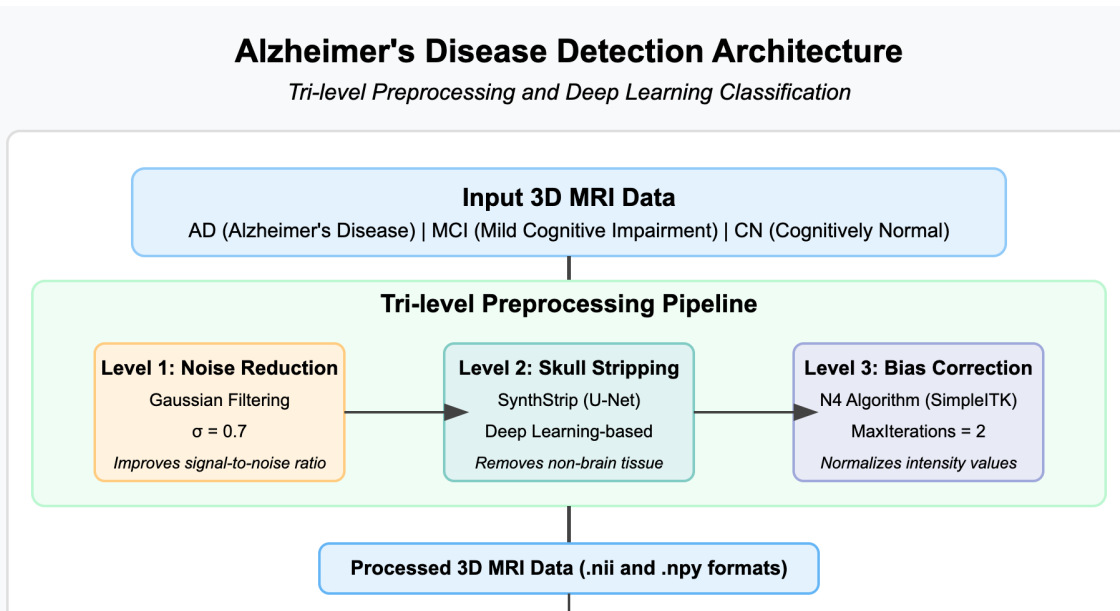 Alzheimer's Disease Detection Architecture
Tri-level Preprocessing and Deep Learning Classification
Input 3D MRI Data
AD (Alzheimer's Disease) | MCI (Mild Cognitive Impairment) | CN (Cognitively Normal)
Tri-level Preprocessing Pipeline
Level 1: Noise Reduction
Gaussian Filtering
σ = 0.7
Improves signal-to-noise ratio
Level 2: Skull Stripping
SynthStrip (U-Net)
Deep Learning-based
Removes non-brain tissue
Level 3: Bias Correction
N4 Algorithm (SimpleITK)
MaxIterations = 2
Normalizes intensity values
Processed 3D MRI Data (.nii and .npy formats)